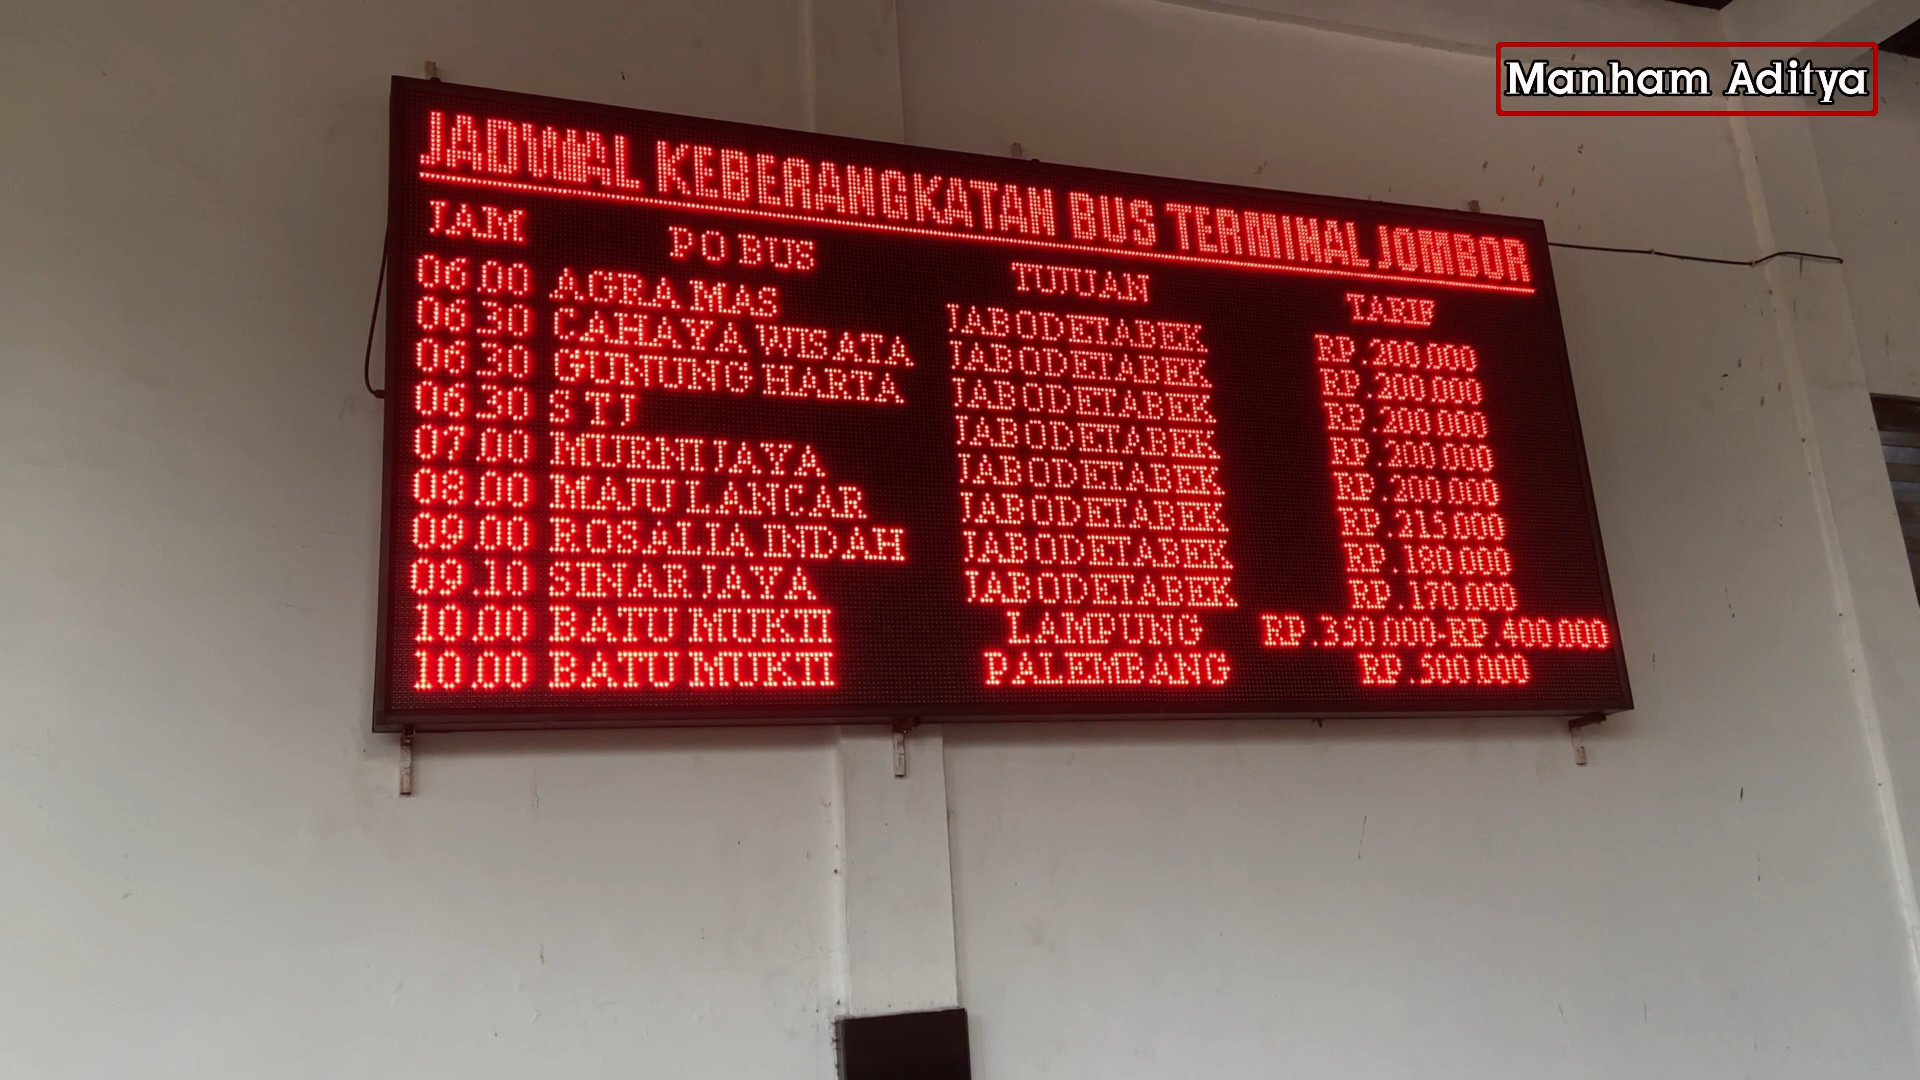 Manham Aditya
JADWAL KEBERANGKATAN BUS TERMINAL JOMBOR
JAM PO BUS TUJUAN TARIF
06.00 AGRA MAS JABODETABEK RP.200.000
06.30 CAHAYA WISATA JABODETABEK RP.200.000
06.30 GUNUNG HARTA JABODETABEK RP.200.000
06.30 STJ JABODETABEK RP.200.000
07.00 MURNI JAYA JABODETABEK RP.200.000
08.00 MAJU LANCAR JABODETABEK RP.215.000
09.00 ROSALIA INDAH JABODETABEK RP.180.000
09.10 SINAR JAYA JABODETABEK RP.170.000
10.00 BATU MUKTI LAMPUNG RP.350.000-RP.400.000
10.00 BATU MUKTI PALEMBANG RP.500.000